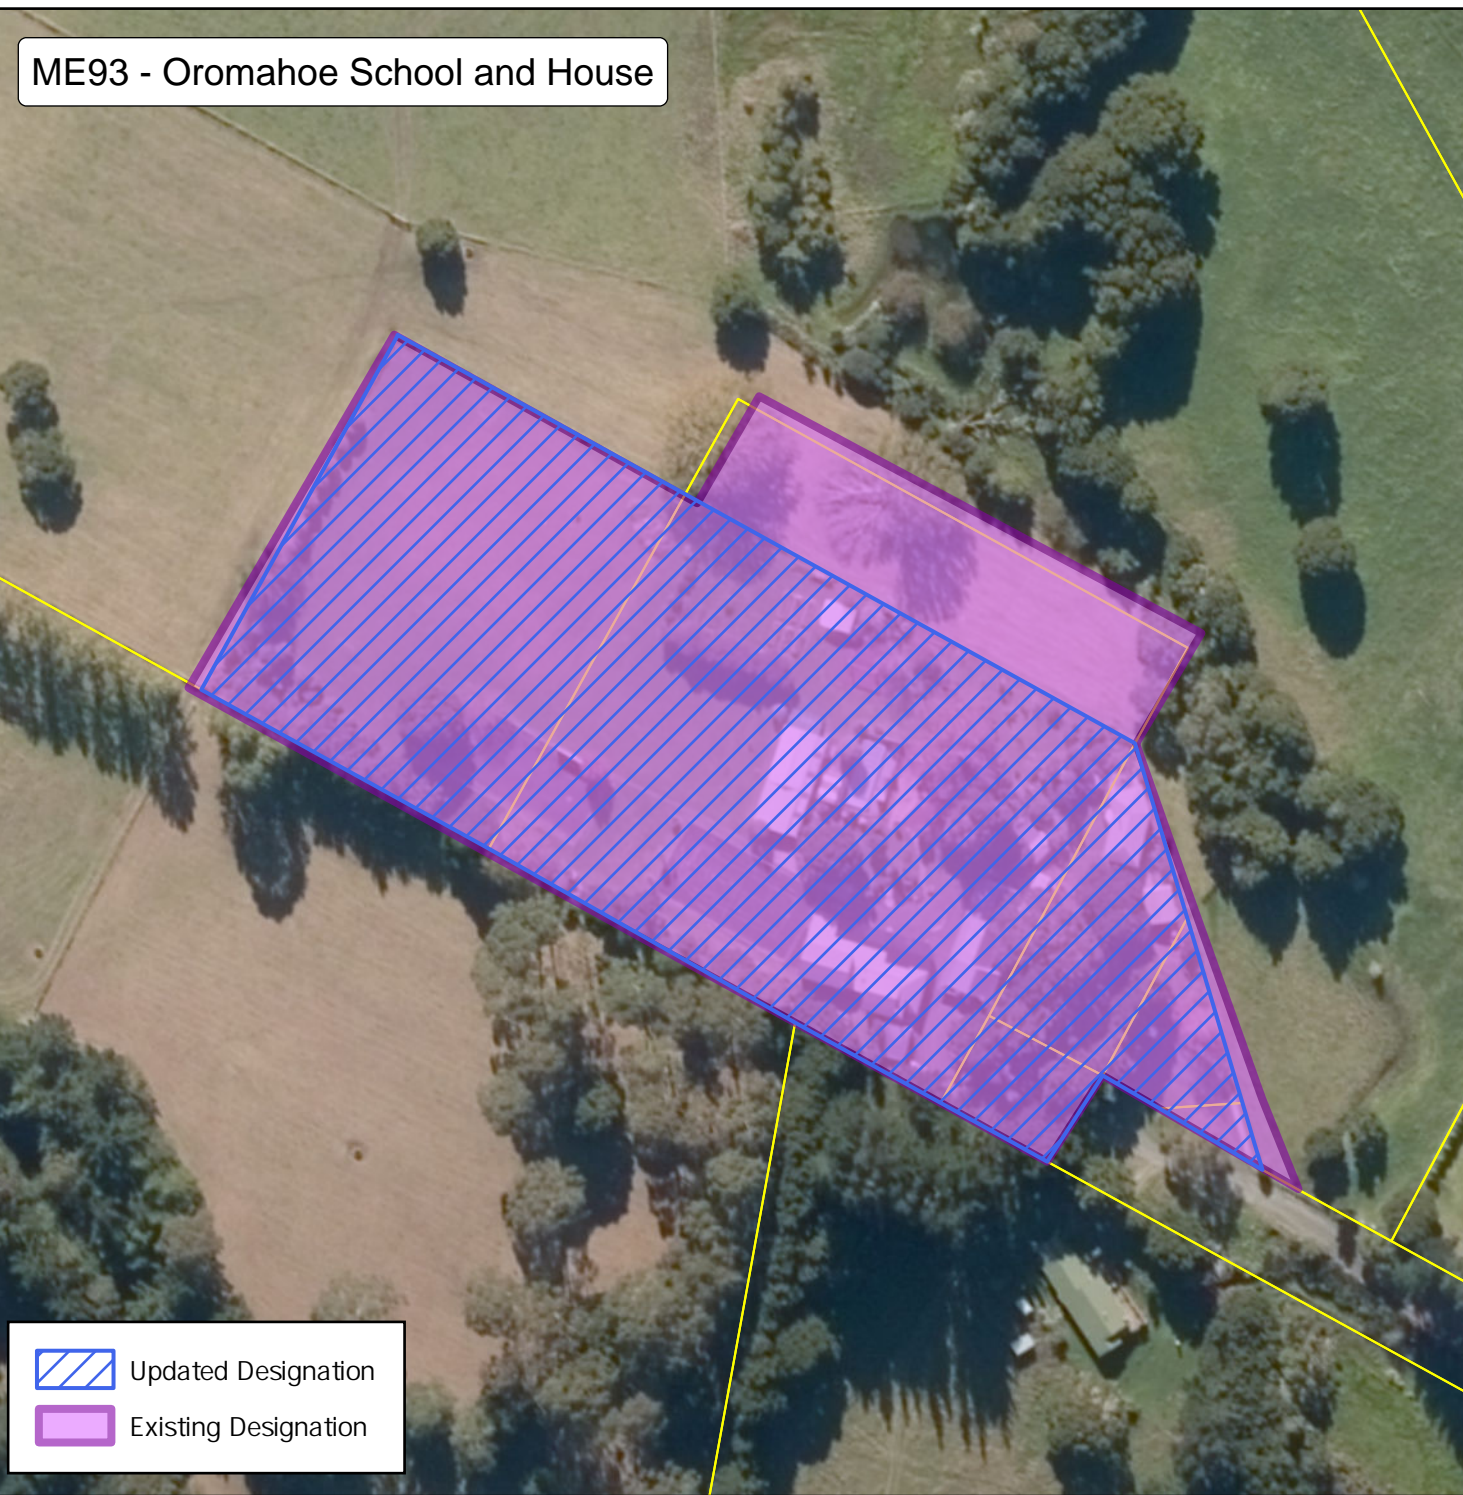 ME93 - Oromahoe School and House
Updated Designation
Existing Designation